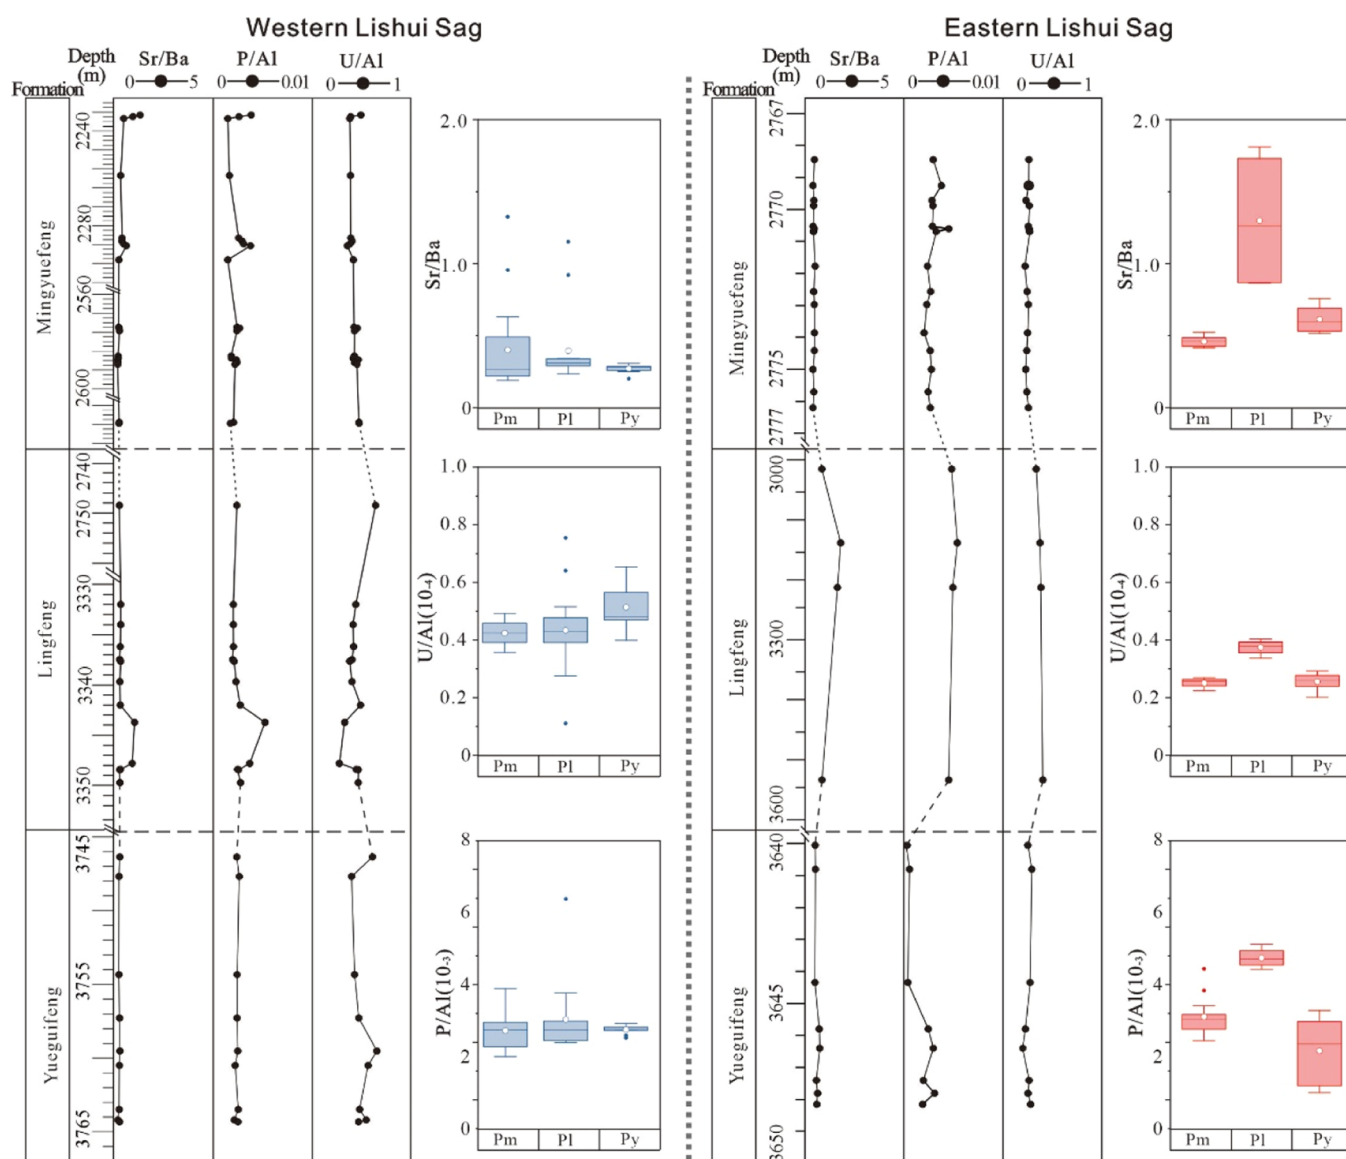 Western Lishui Sag
Eastern Lishui Sag
Formation
Depth
(m)
Sr/Ba
0 5
P/Al
0 0.01
U/Al
0 1
Mingyuefeng
Lingfeng
Yueguifeng
2240
2280
2560
2600
2740
2750
3330
3340
3350
3745
3755
3765
Sr/Ba
2.0
1.0
0
Pm Pl Py
U/Al(10-4)
1.0
0.8
0.6
0.4
0.2
0
Pm Pl Py
P/Al(10-3)
8
6
4
2
0
Pm Pl Py
Formation
Depth
(m)
Sr/Ba
0 5
P/Al
0 0.01
U/Al
0 1
Mingyuefeng
Lingfeng
Yueguifeng
2767
2770
2775
2777
3000
3300
3600
3640
3645
3650
Sr/Ba
2.0
1.0
0
Pm Pl Py
U/Al(10-4)
1.0
0.8
0.6
0.4
0.2
0
Pm Pl Py
P/Al(10-3)
8
6
4
2
0
Pm Pl Py